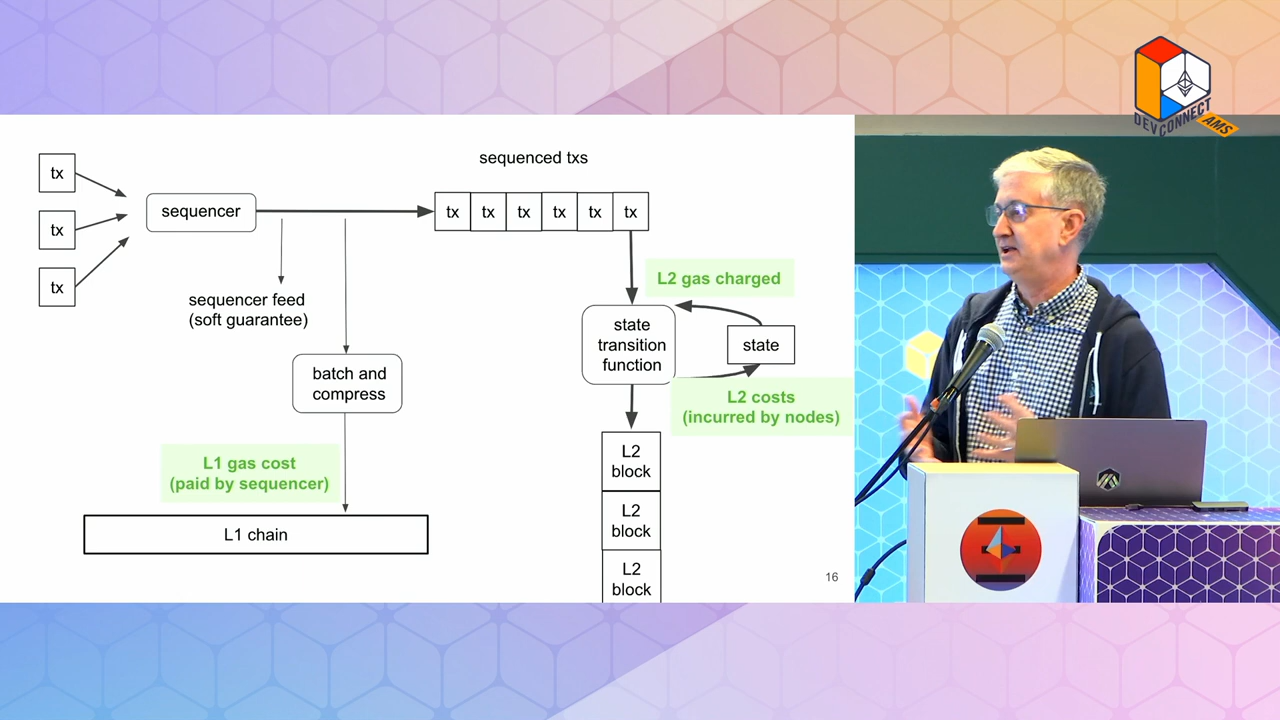 DEVCONNECT
AMS
sequenced txs
tx
tx
tx
sequencer
tx
tx
tx
tx
tx
tx
L2 gas charged
sequencer feed
(soft guarantee)
state
transition
function
state
batch and
compress
L2 costs
(incurred by nodes)
L1 gas cost
(paid by sequencer)
L2
block
L2
block
L2
block
L1 chain
16